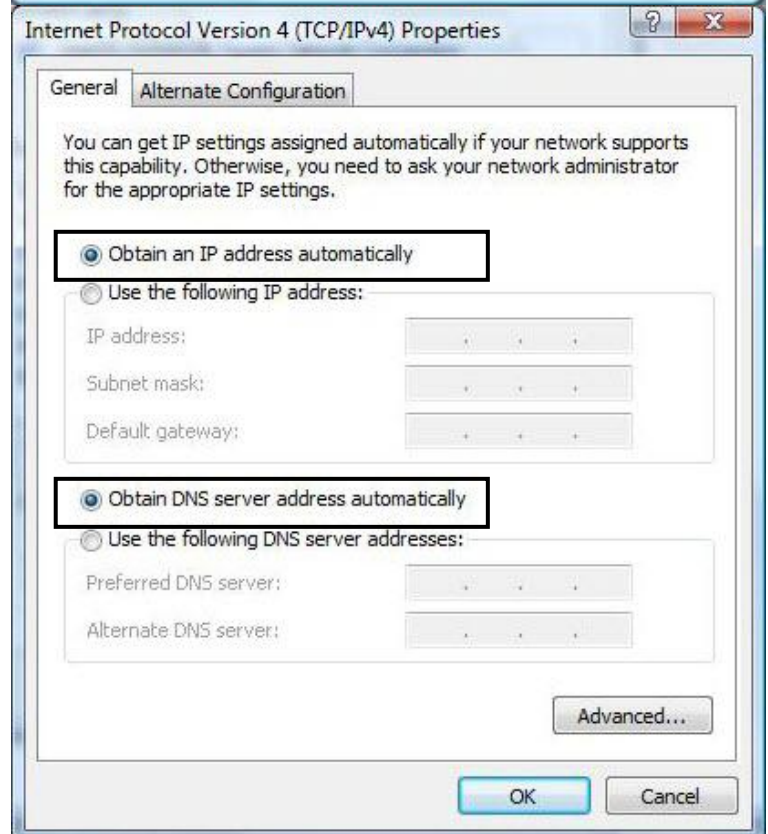 Internet Protocol Version 4 (TCP/IPv4) Properties
General
Alternate Configuration
You can get IP settings assigned automatically if your network supports
this capability. Otherwise, you need to ask your network administrator
for the appropriate IP settings.
Obtain an IP address automatically
Use the following IP address:
IP address:
Subnet mask:
Default gateway:
Obtain DNS server address automatically
Use the following DNS server addresses:
Preferred DNS server:
Alternate DNS server:
Advanced...
OK
Cancel